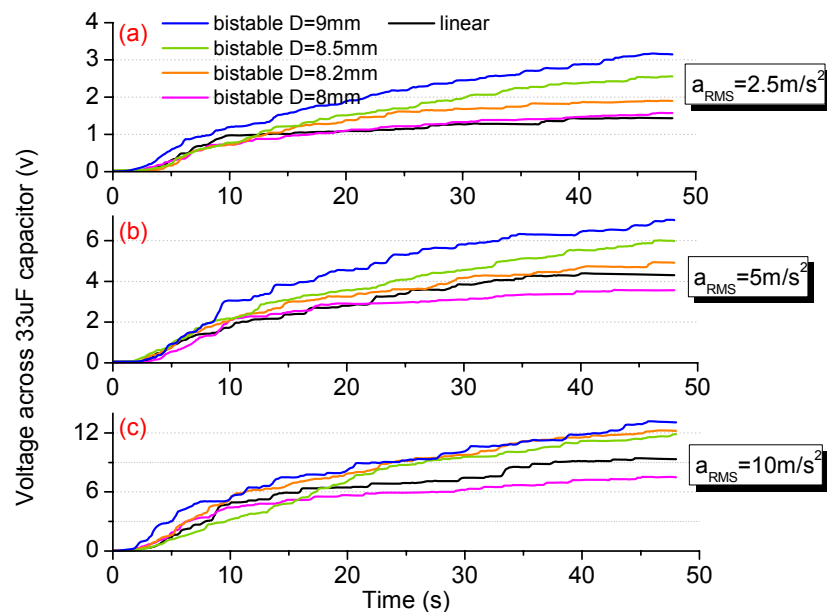 Voltage across 33uF capacitor (v)
(a)
bistable D=9mm
linear
bistable D=8.5mm
bistable D=8.2mm
bistable D=8mm
4
3
2
1
0
0 10 20 30 40 50
a_RMS=2.5m/s²
(b)
6
4
2
0
0 10 20 30 40 50
a_RMS=5m/s²
(c)
12
9
6
3
0
0 10 20 30 40 50
a_RMS=10m/s²
Time (s)